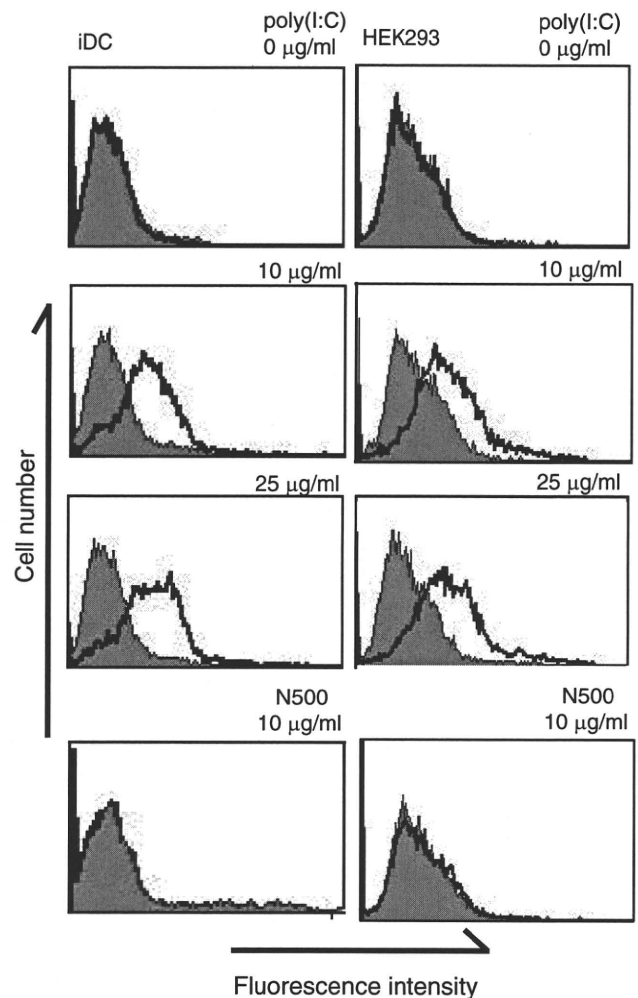 iDC
poly(I:C)
0 μg/ml
HEK293
poly(I:C)
0 μg/ml
10 μg/ml
10 μg/ml
25 μg/ml
25 μg/ml
N500
10 μg/ml
N500
10 μg/ml
Cell number
Fluorescence intensity